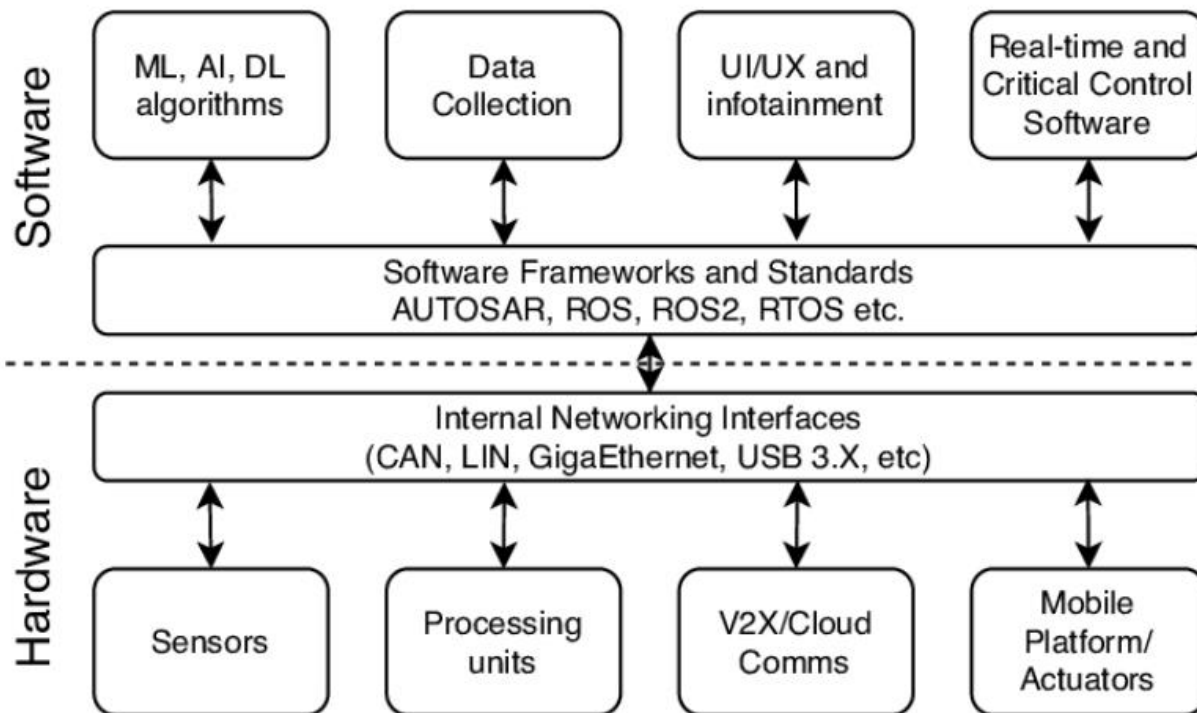 Software
ML, AI, DL
algorithms
Data
Collection
UI/UX and
infotainment
Real-time and
Critical Control
Software
Software Frameworks and Standards
AUTOSAR, ROS, ROS2, RTOS etc.
Hardware
Internal Networking Interfaces
(CAN, LIN, GigaEthernet, USB 3.X, etc)
Sensors
Processing
units
V2X/Cloud
Comms
Mobile
Platform/
Actuators